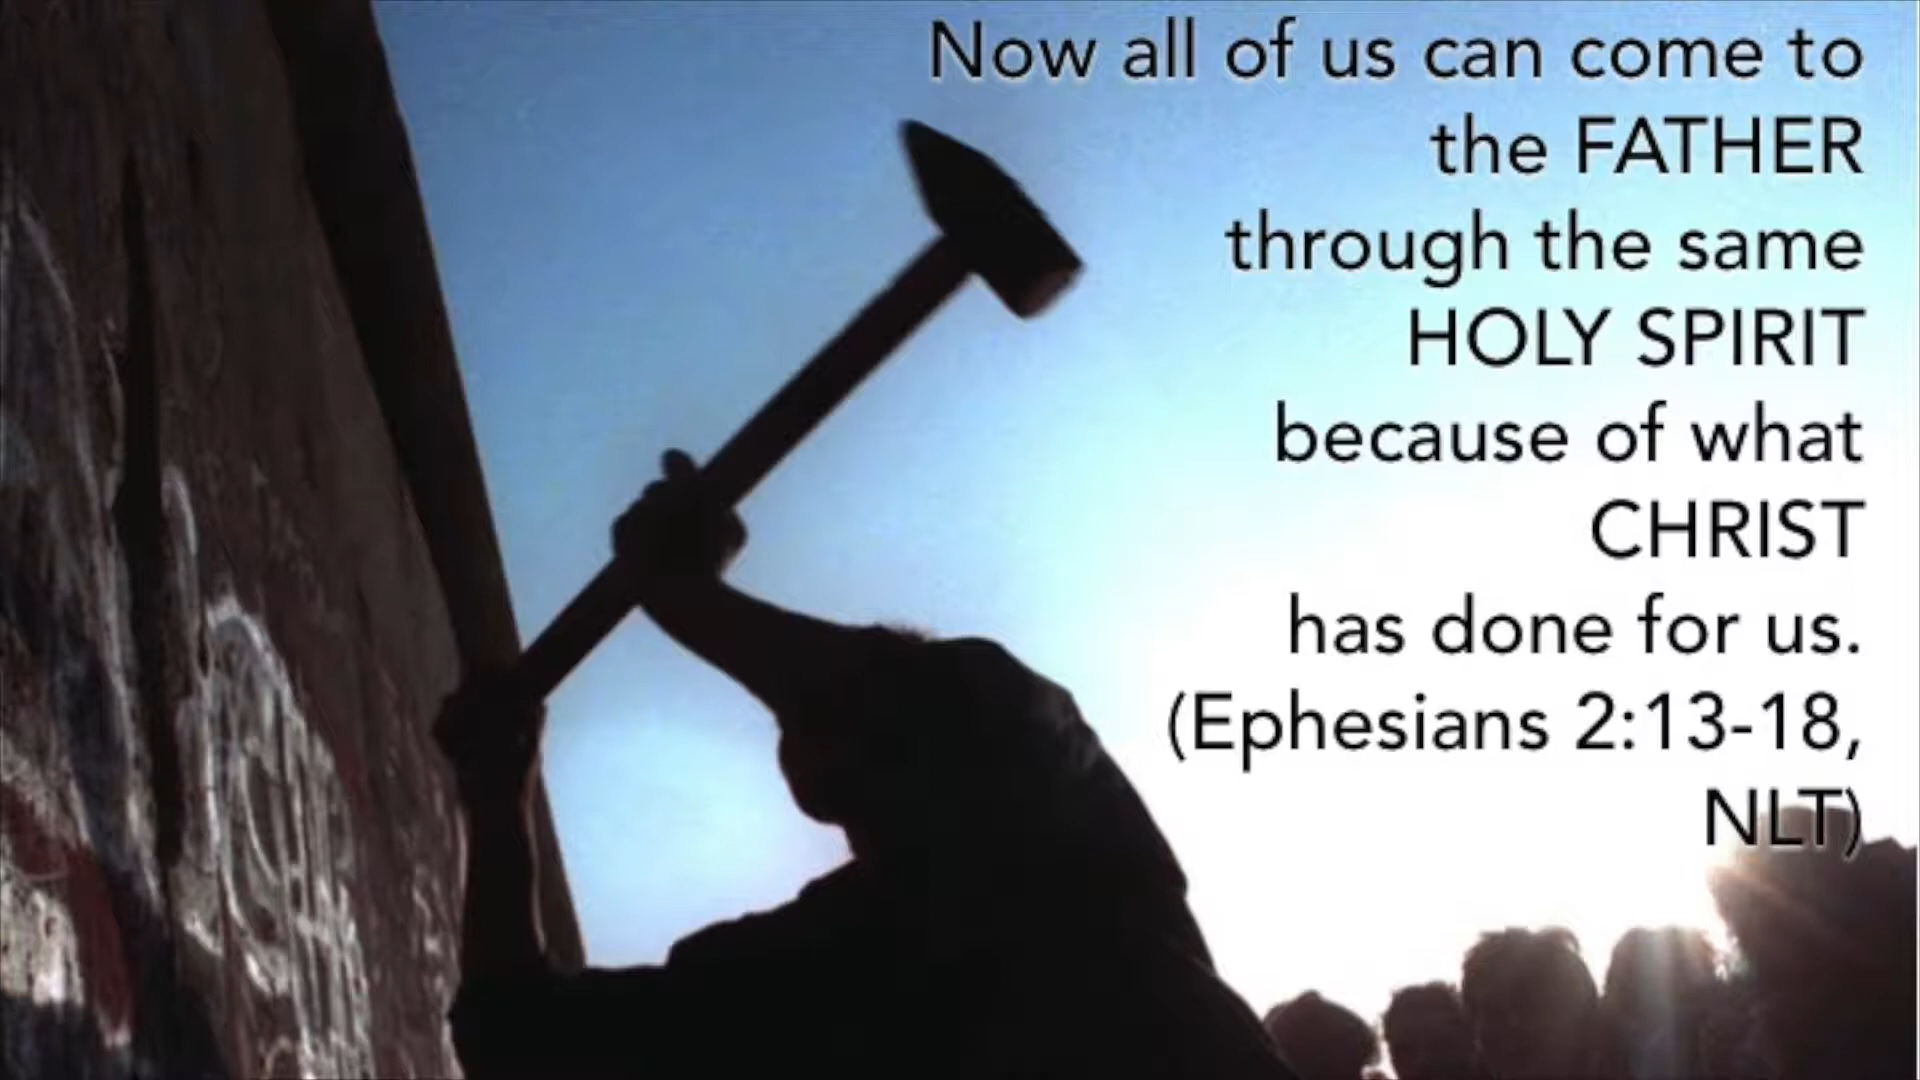 Now all of us can come to
the FATHER
through the same
HOLY SPIRIT
because of what
CHRIST
has done for us.
(Ephesians 2:13-18,
NLT)